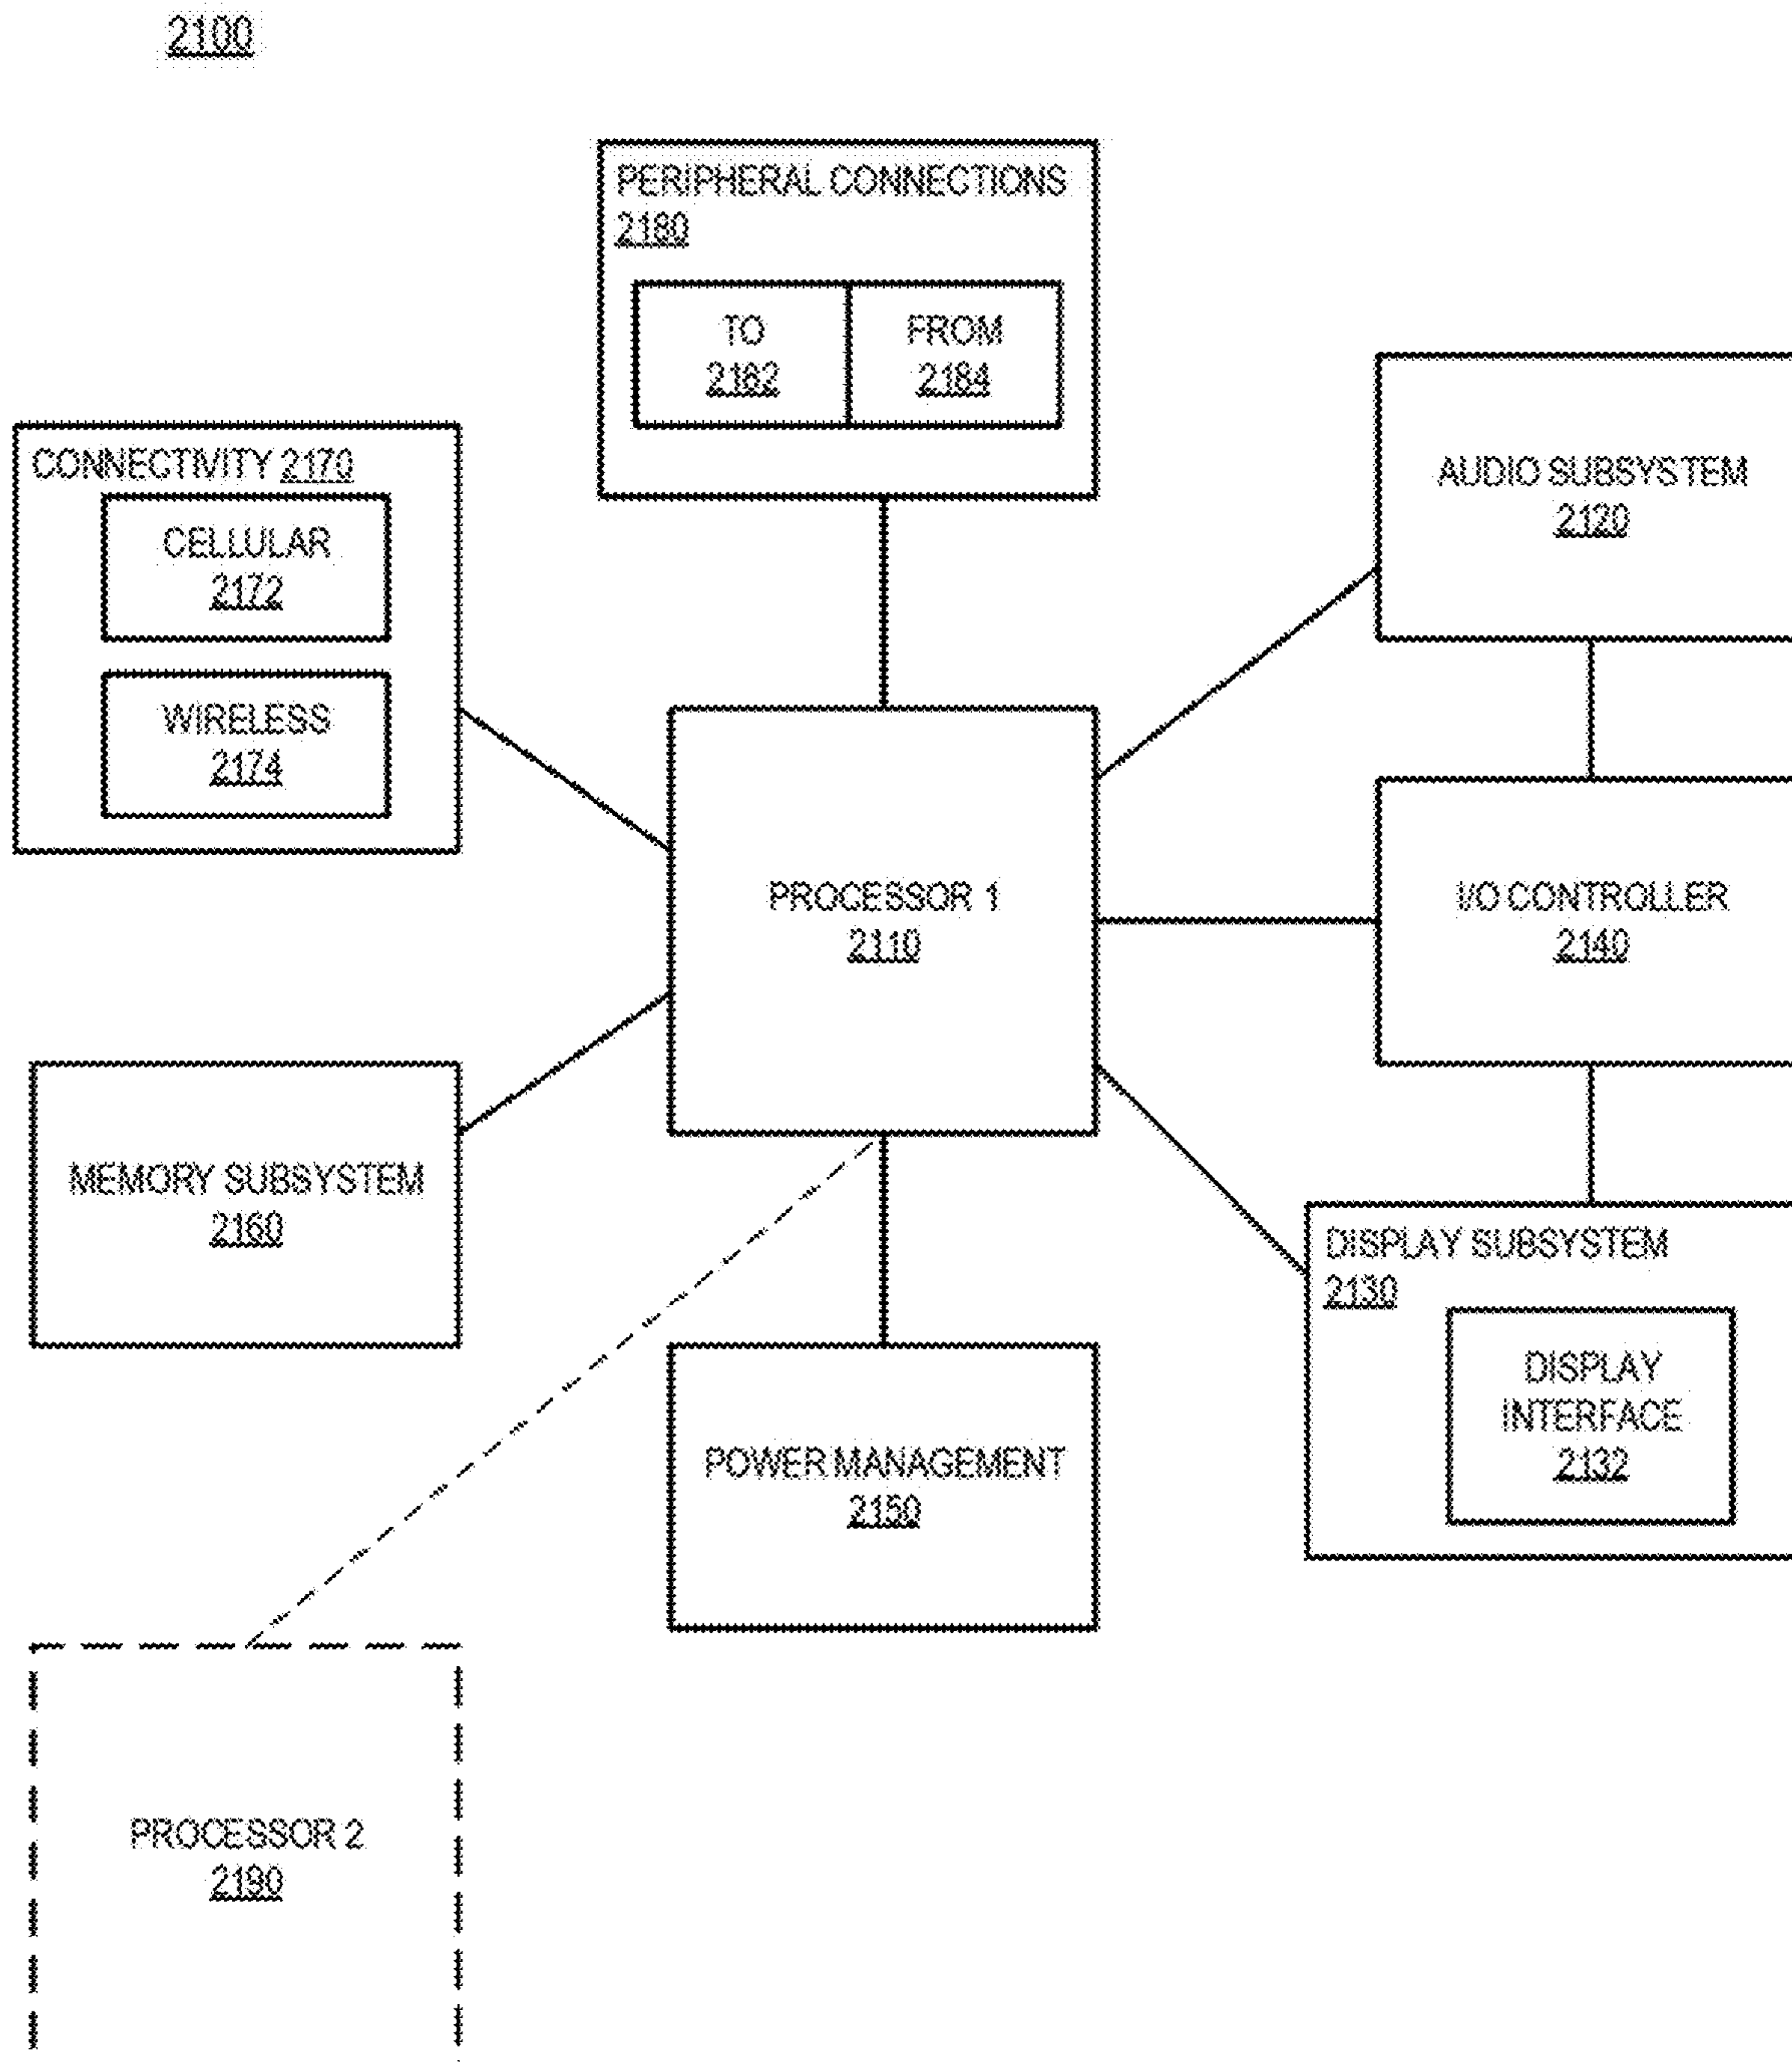 2100
PERIPHERAL CONNECTIONS
2180
TO
2182
FROM
2184
AUDIO SUBSYSTEM
2120
CONNECTIVITY 2170
CELLULAR
2172
WIRELESS
2174
PROCESSOR 1
2110
I/O CONTROLLER
2140
MEMORY SUBSYSTEM
2160
DISPLAY SUBSYSTEM
2130
DISPLAY
INTERFACE
2132
POWER MANAGEMENT
2150
PROCESSOR 2
2190